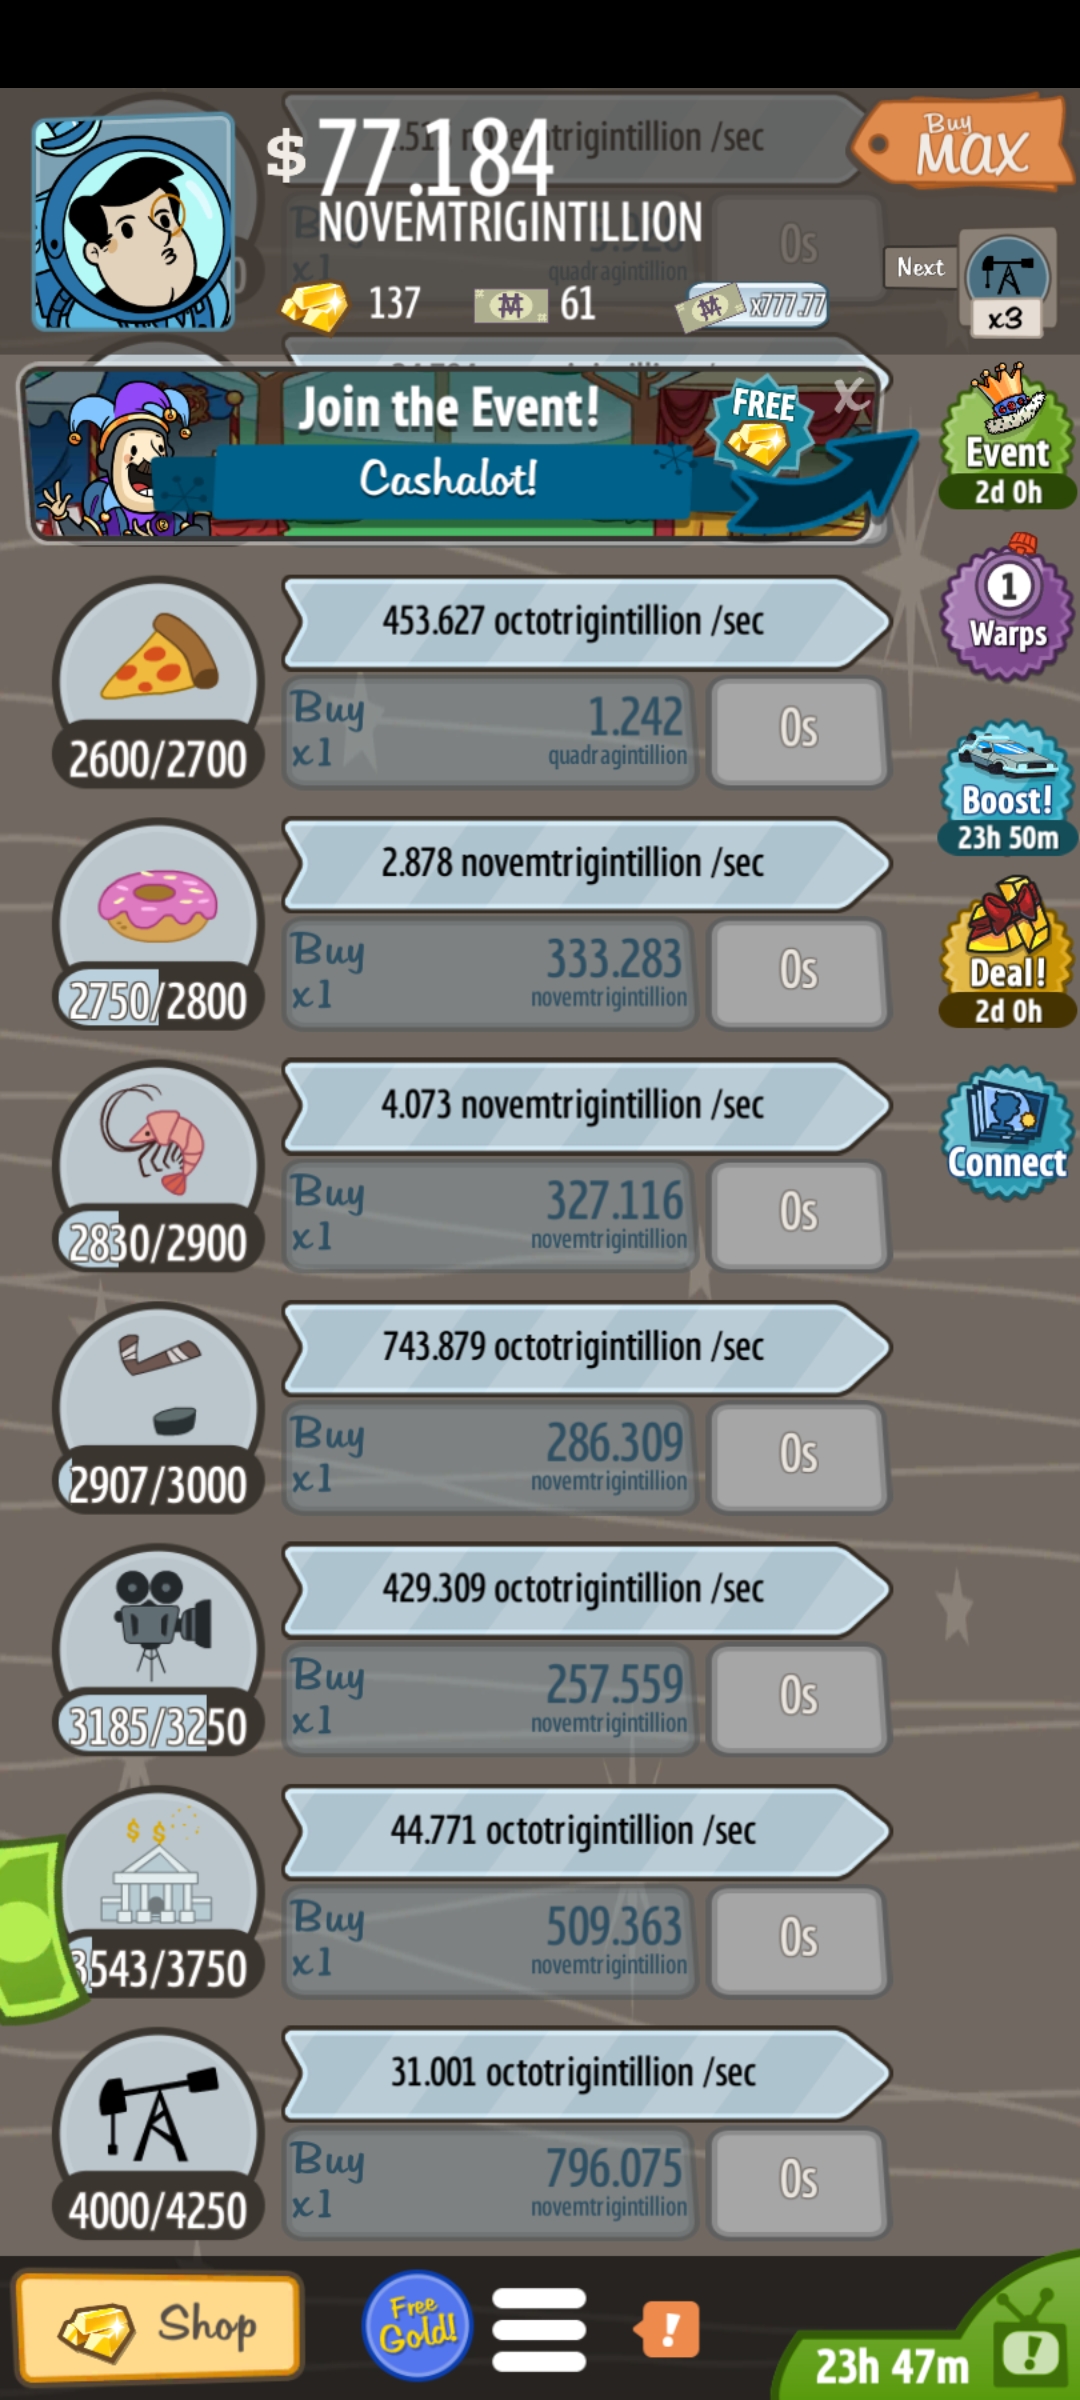 $ 77.184
NOVEMTRIGINTILLION
137
61
x777.77
Buy
MAX
Next
x3
/sec
x1
quadragintillion
0s
Join the Event!
Cashalot!
FREE
x
Event
2d 0h
453.627 octotrigintillion /sec
Buy
x1
1.242
quadragintillion
0s
2600/2700
1
Warps
Boost!
23h 50m
2.878 novemtrigintillion /sec
Buy
x1
333.283
novemtrigintillion
0s
2750/2800
Deal!
2d 0h
4.073 novemtrigintillion /sec
Buy
x1
327.116
novemtrigintillion
0s
2830/2900
Connect
743.879 octotrigintillion /sec
Buy
x1
286.309
novemtrigintillion
0s
2907/3000
429.309 octotrigintillion /sec
Buy
x1
257.559
novemtrigintillion
0s
3185/3250
$ $
44.771 octotrigintillion /sec
Buy
x1
509.363
novemtrigintillion
0s
3543/3750
31.001 octotrigintillion /sec
Buy
x1
796.075
novemtrigintillion
0s
4000/4250
Shop
Free
Gold!
!
23h 47m
!